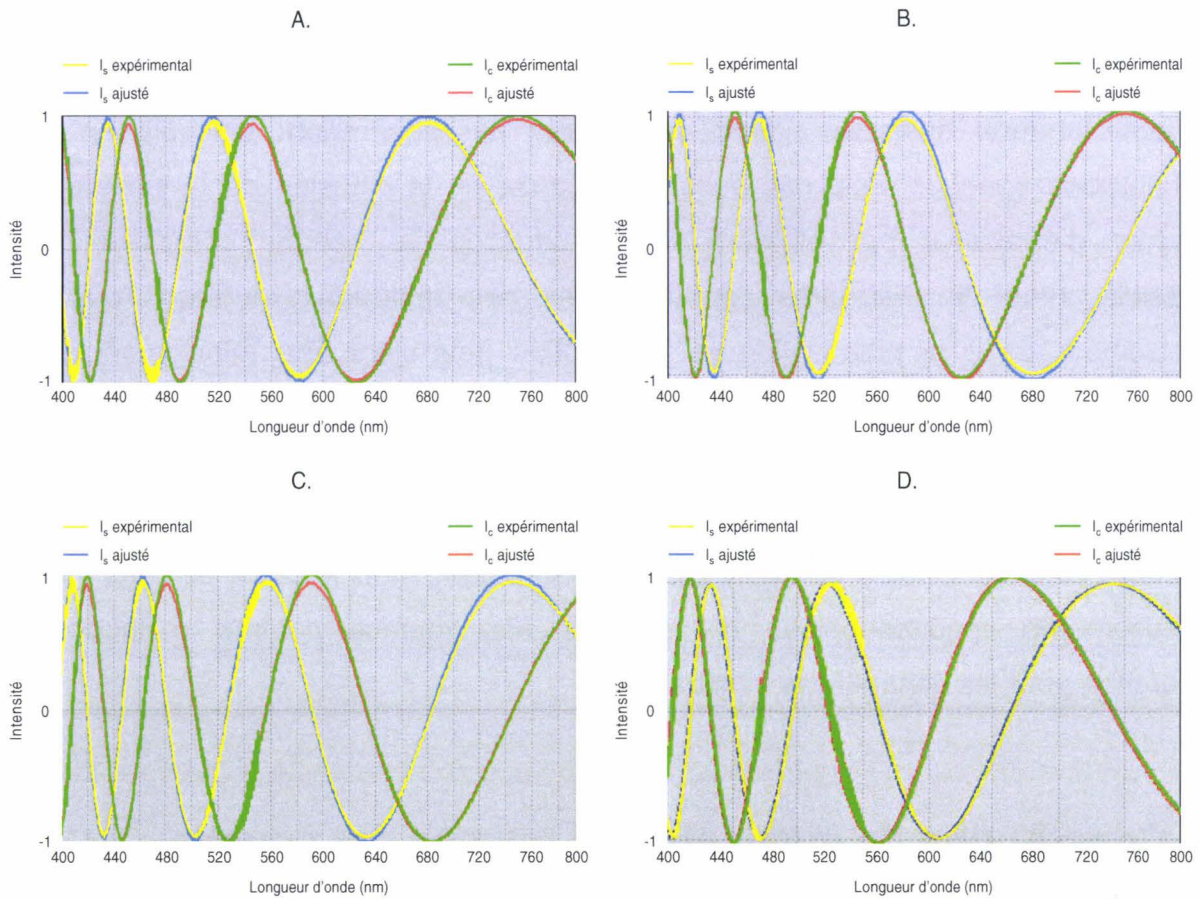 A.
I_s expérimental I_c expérimental
I_s ajusté I_c ajusté
1
0
-1
Intensité
400 440 480 520 560 600 640 680 720 760 800
Longueur d'onde (nm)
B.
I_s expérimental I_c expérimental
I_s ajusté I_c ajusté
1
0
-1
Intensité
400 440 480 520 560 600 640 680 720 760 800
Longueur d'onde (nm)
C.
I_s expérimental I_c expérimental
I_s ajusté I_c ajusté
1
0
-1
Intensité
400 440 480 520 560 600 640 680 720 760 800
Longueur d'onde (nm)
D.
I_s expérimental I_c expérimental
I_s ajusté I_c ajusté
1
0
-1
Intensité
400 450 480 520 560 600 640 680 720 760 800
Longueur d'onde (nm)